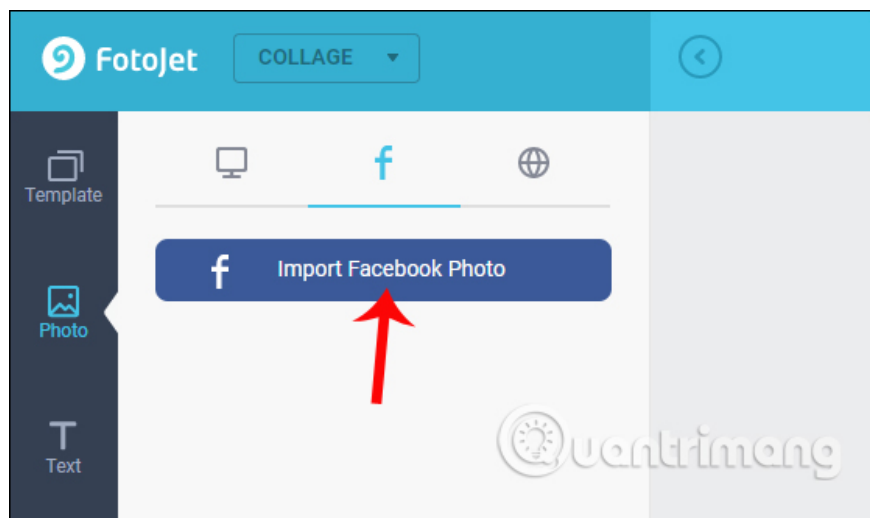 FotoJet
COLLAGE
Template
Import Facebook Photo
Photo
Text
Quantrimang